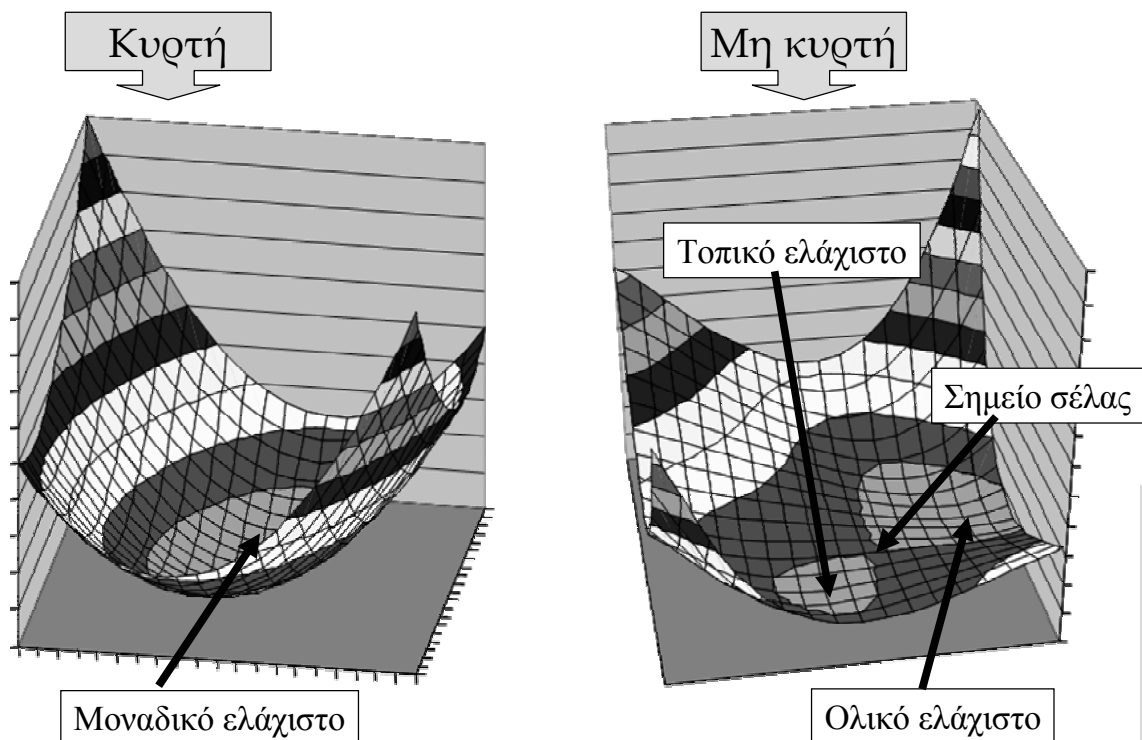 Κυρτή
Μη κυρτή
Τοπικό ελάχιστο
Σημείο σέλας
Μοναδικό ελάχιστο
Ολικό ελάχιστο